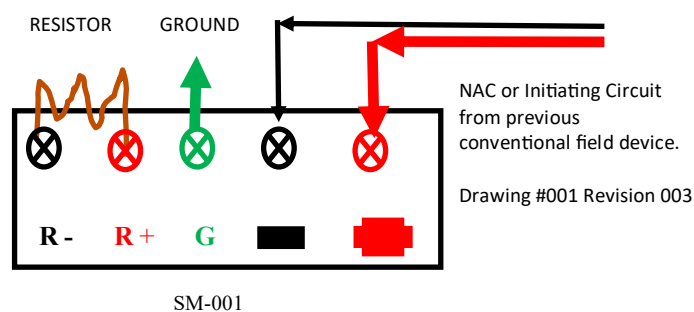 RESISTOR GROUND
NAC or Initiating Circuit
from previous
conventional field device.
Drawing #001 Revision 003
R - R + G
SM-001